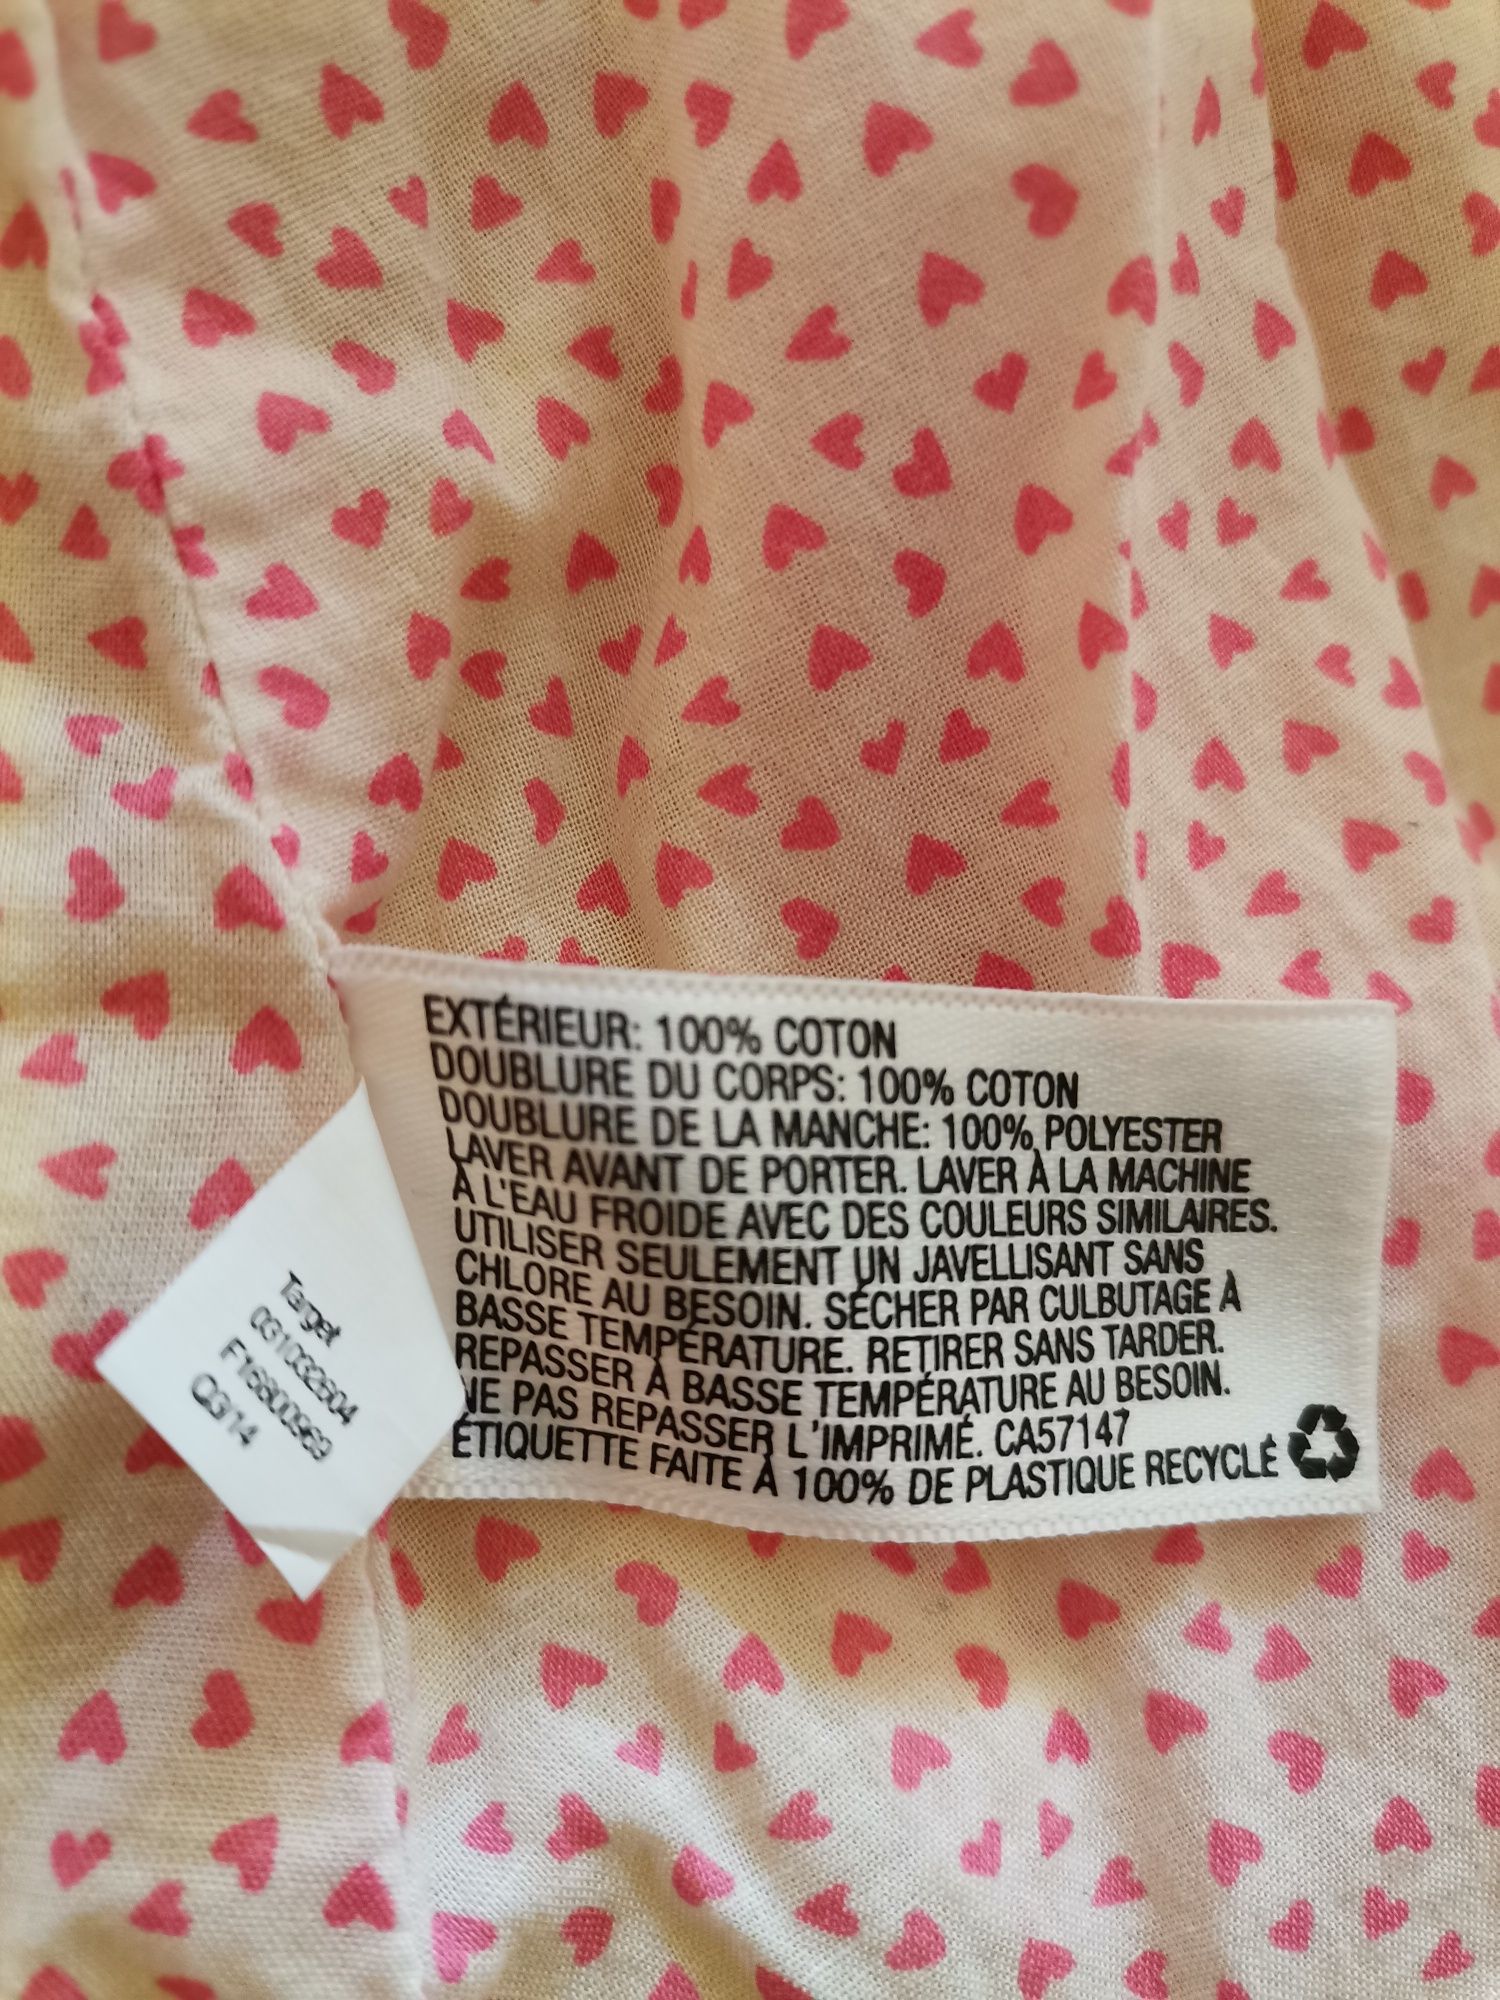 EXTÉRIEUR: 100% COTON
DOUBLURE DU CORPS: 100% COTON
DOUBLURE DE LA MANCHE: 100% POLYESTER
LAVER AVANT DE PORTER. LAVER À LA MACHINE
À L'EAU FROIDE AVEC DES COULEURS SIMILAIRES.
UTILISER SEULEMENT UN JAVELLISANT SANS
CHLORE AU BESOIN. SÉCHER PAR CULBUTAGE À
BASSE TEMPÉRATURE. RETIRER SANS TARDER.
REPASSER À BASSE TEMPÉRATURE AU BESOIN.
NE PAS REPASSER L'IMPRIMÉ. CA57147
ÉTIQUETTE FAITE À 100% DE PLASTIQUE RECYCLÉ
Target
031032604
F16800969
Q3/14